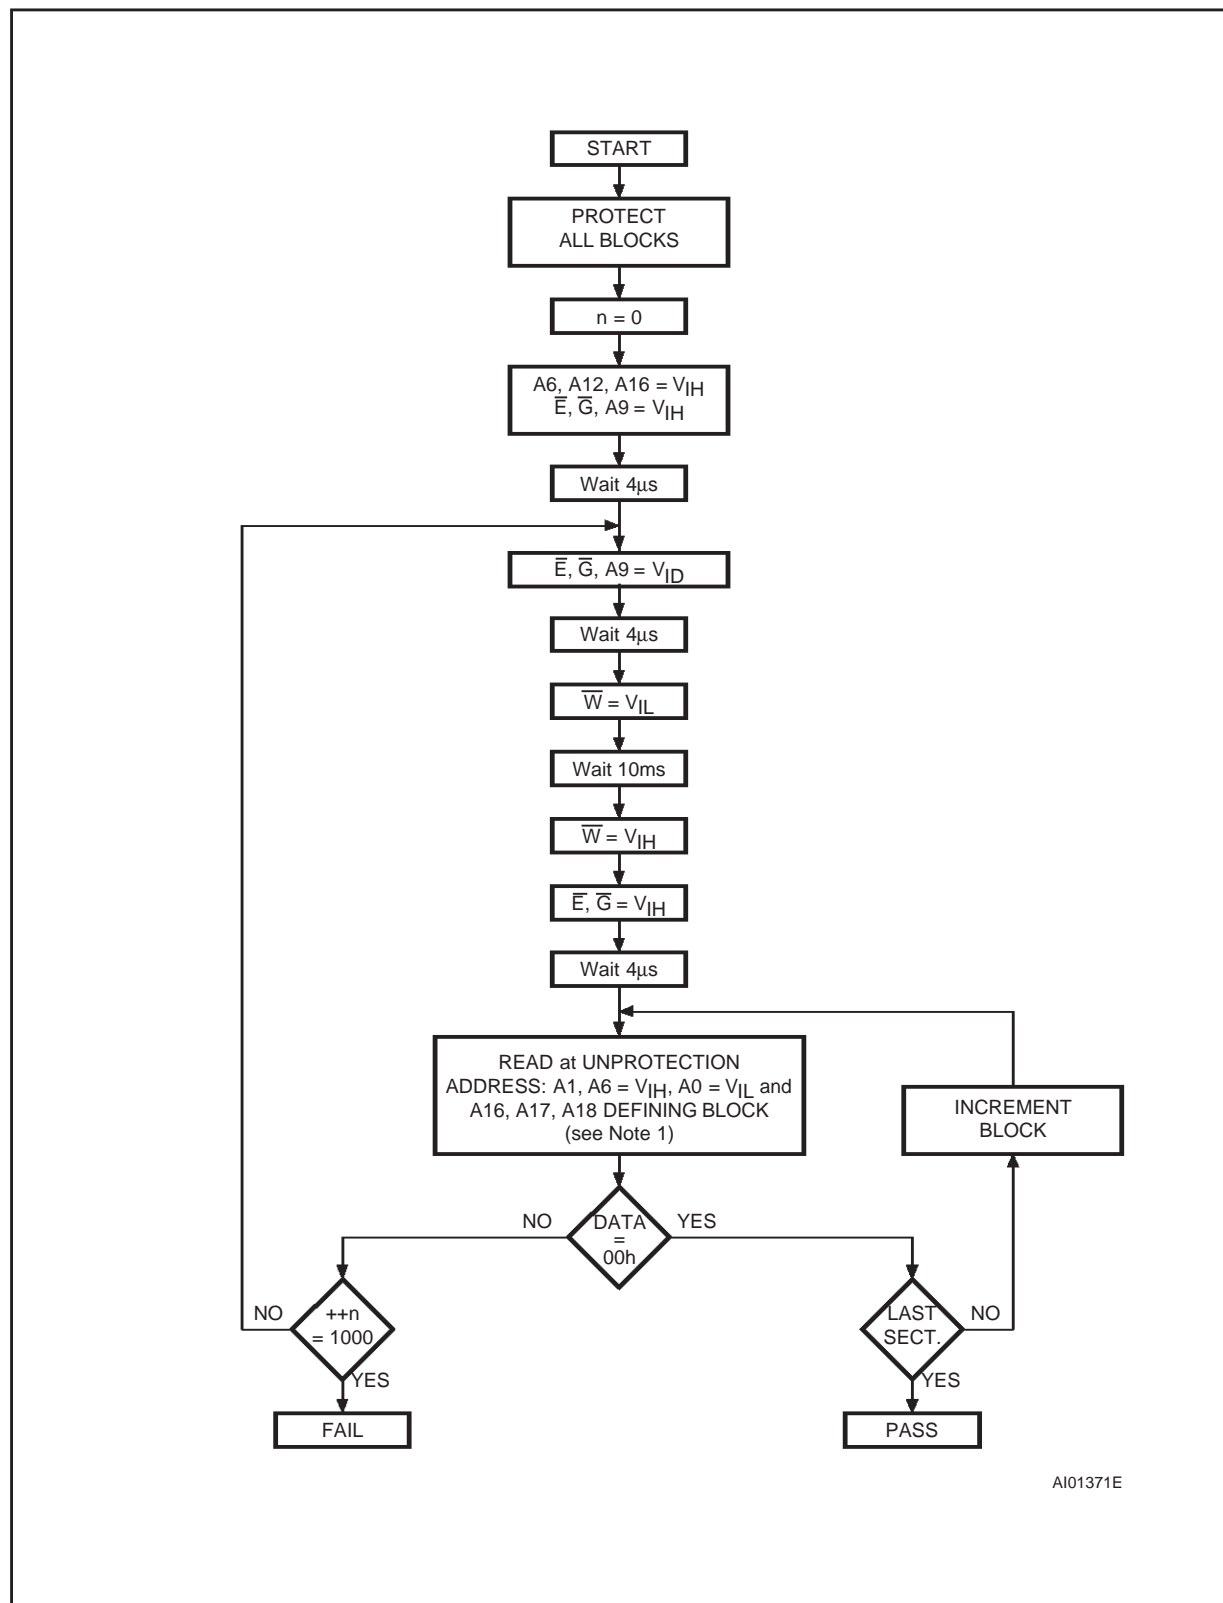 START
PROTECT
ALL BLOCKS
n = 0
A6, A12, A16 = VIH
E̅, G̅, A9 = VIH
Wait 4µs
E̅, G̅, A9 = VID
Wait 4µs
W̅ = VIL
Wait 10ms
W̅ = VIH
E̅, G̅ = VIH
Wait 4µs
READ at UNPROTECTION
ADDRESS: A1, A6 = VIH, A0 = VIL and
A16, A17, A18 DEFINING BLOCK
(see Note 1)
INCREMENT
BLOCK
NO
DATA
=
00h
YES
NO
++n
= 1000
YES
LAST
SECT.
NO
YES
FAIL
PASS
AI01371E